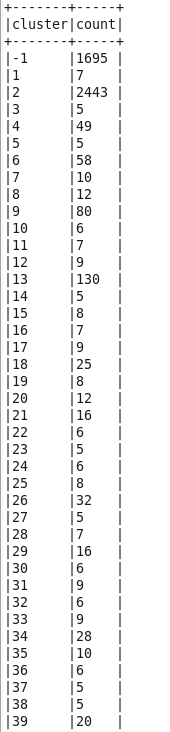 +-------+-----+
|cluster|count|
+-------+-----+
|-1     |1695 |
|1      |7    |
|2      |2443 |
|3      |5    |
|4      |49   |
|5      |5    |
|6      |58   |
|7      |10   |
|8      |12   |
|9      |80   |
|10     |6    |
|11     |7    |
|12     |9    |
|13     |130  |
|14     |5    |
|15     |8    |
|16     |7    |
|17     |9    |
|18     |25   |
|19     |8    |
|20     |12   |
|21     |16   |
|22     |6    |
|23     |5    |
|24     |6    |
|25     |8    |
|26     |32   |
|27     |5    |
|28     |7    |
|29     |16   |
|30     |6    |
|31     |9    |
|32     |6    |
|33     |9    |
|34     |28   |
|35     |10   |
|36     |6    |
|37     |5    |
|38     |5    |
|39     |20   |